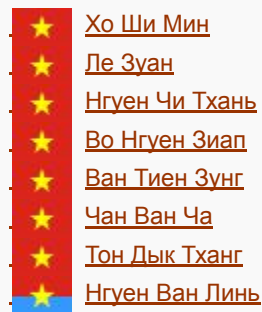 Хо Ши Мин
Ле Зуан
Нгуен Чи Тхань
Во Нгуен Зиап
Ван Тиен Зунг
Чан Ван Ча
Тон Дык Тханг
Нгуен Ван Линь